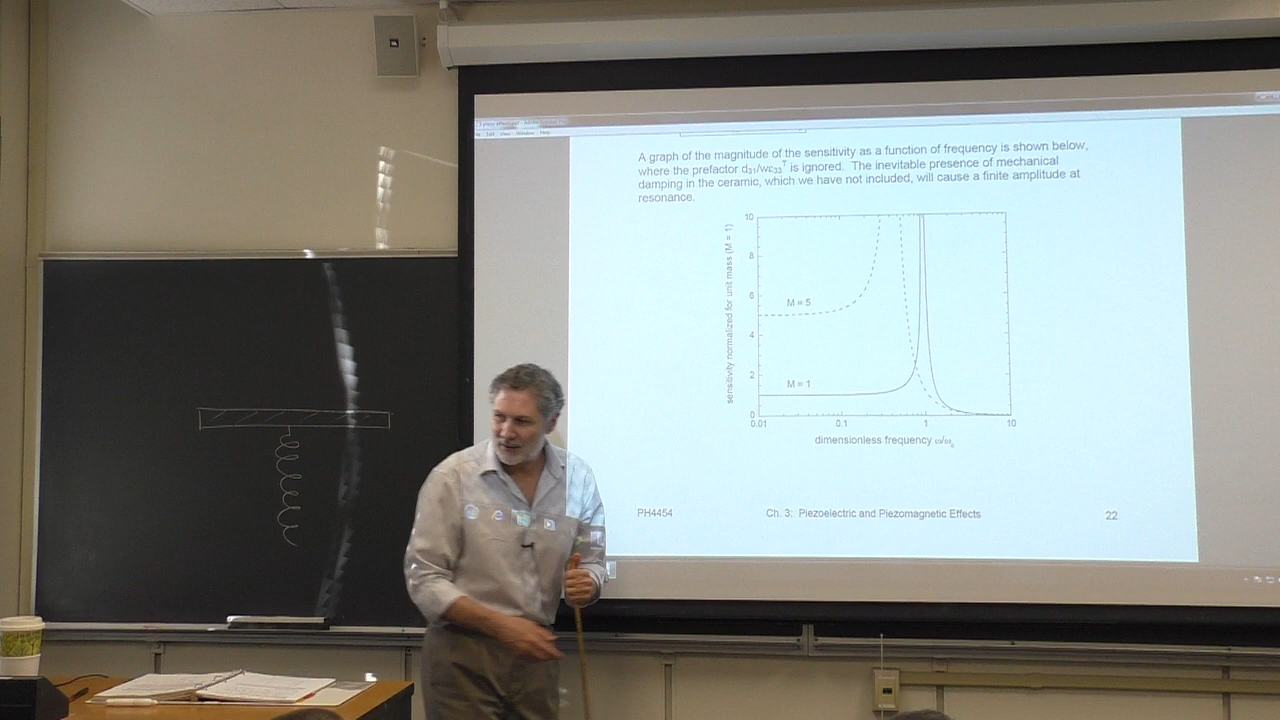 A graph of the magnitude of the sensitivity as a function of frequency is shown below,
where the prefactor d₃₁/wε₃₃ᵀ is ignored. The inevitable presence of mechanical
damping in the ceramic, which we have not included, will cause a finite amplitude at
resonance.
sensitivity normalized for unit mass (M = 1)
10
8
6
4
2
0
M = 5
M = 1
0.01 0.1 1 10
dimensionless frequency ω/ω₀
PH4454 Ch. 3: Piezoelectric and Piezomagnetic Effects 22